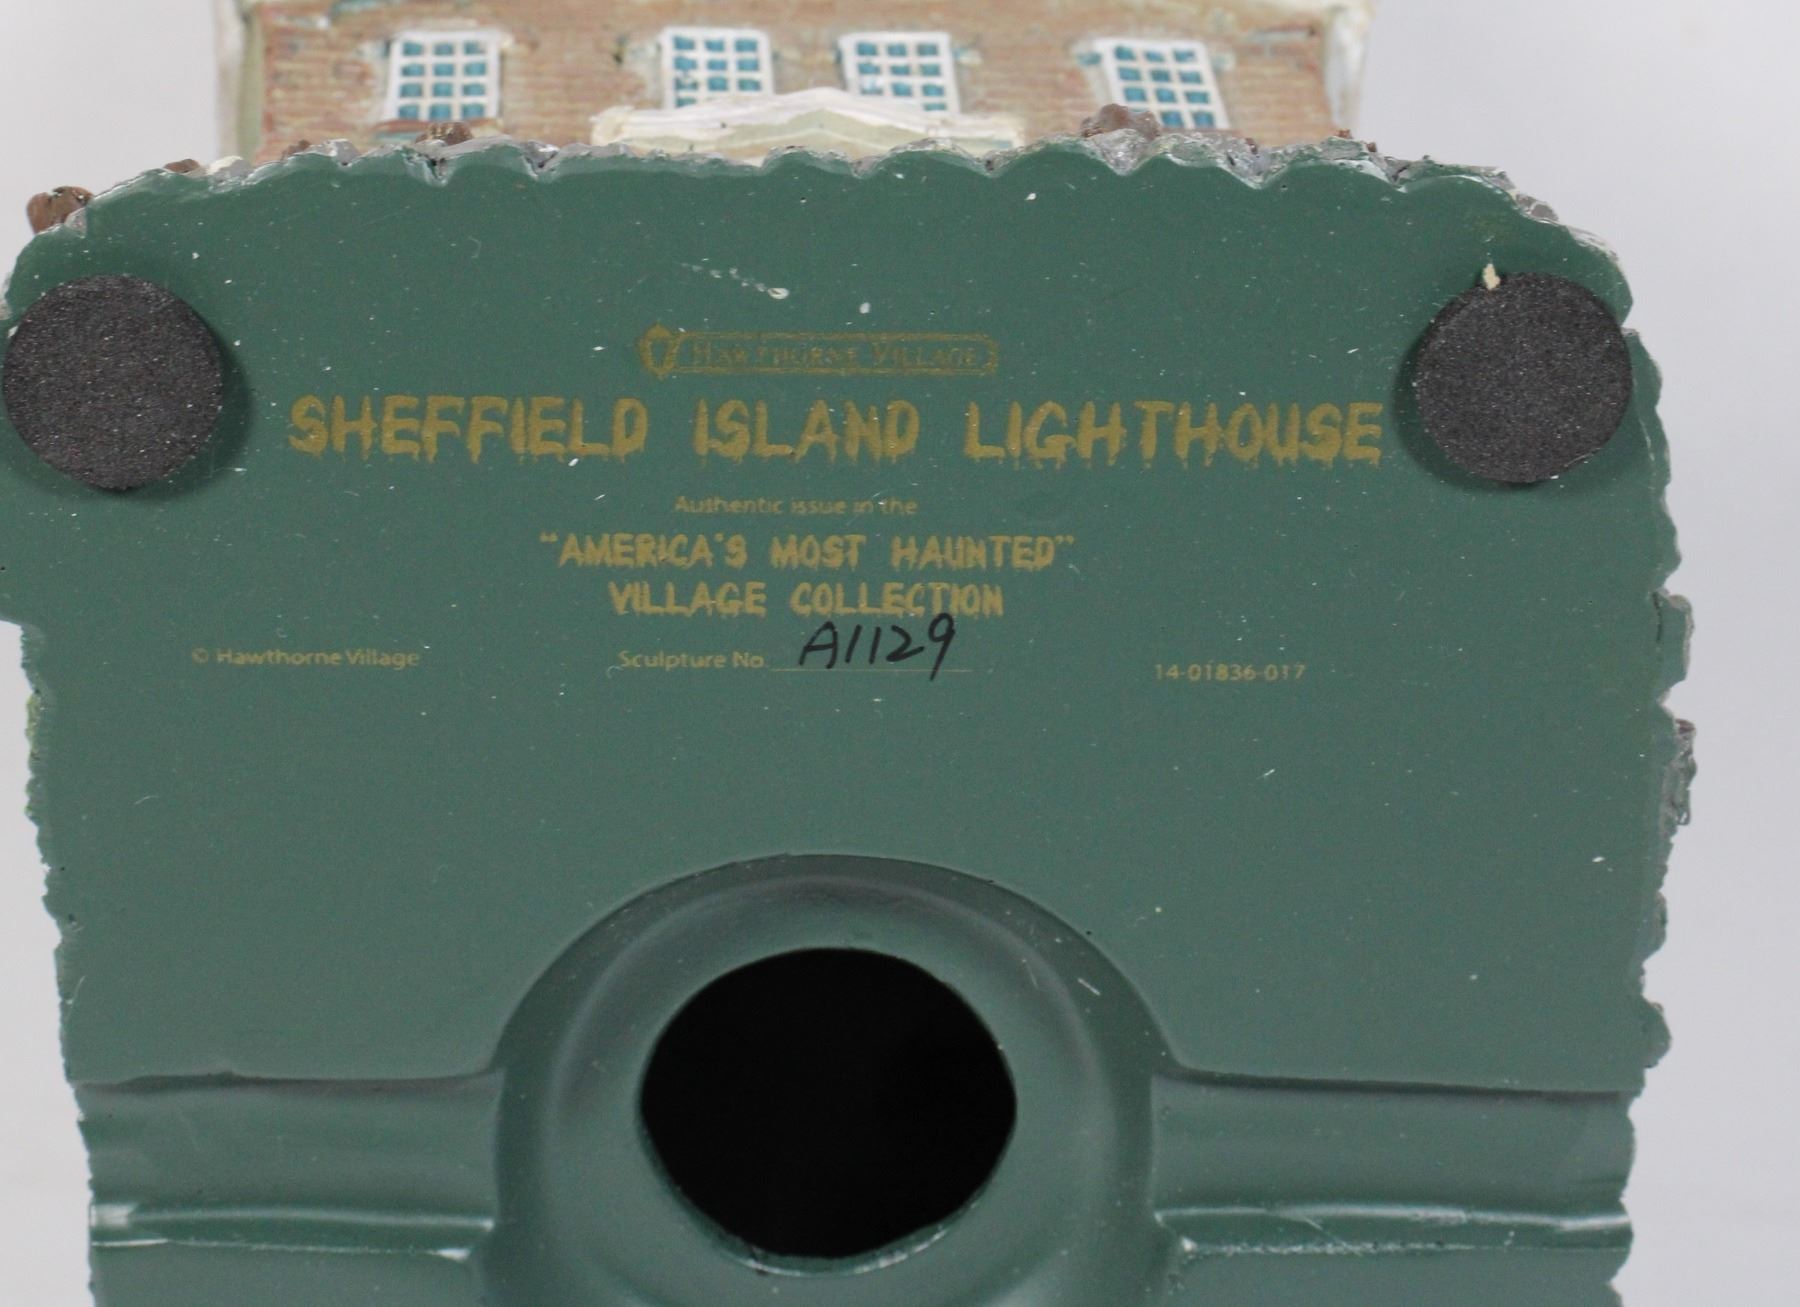 HAWTHORNE VILLAGE
SHEFFIELD ISLAND LIGHTHOUSE
Authentic issue in the
"AMERICA'S MOST HAUNTED"
VILLAGE COLLECTION
© Hawthorne Village
Sculpture No. A1129
14-01836-017